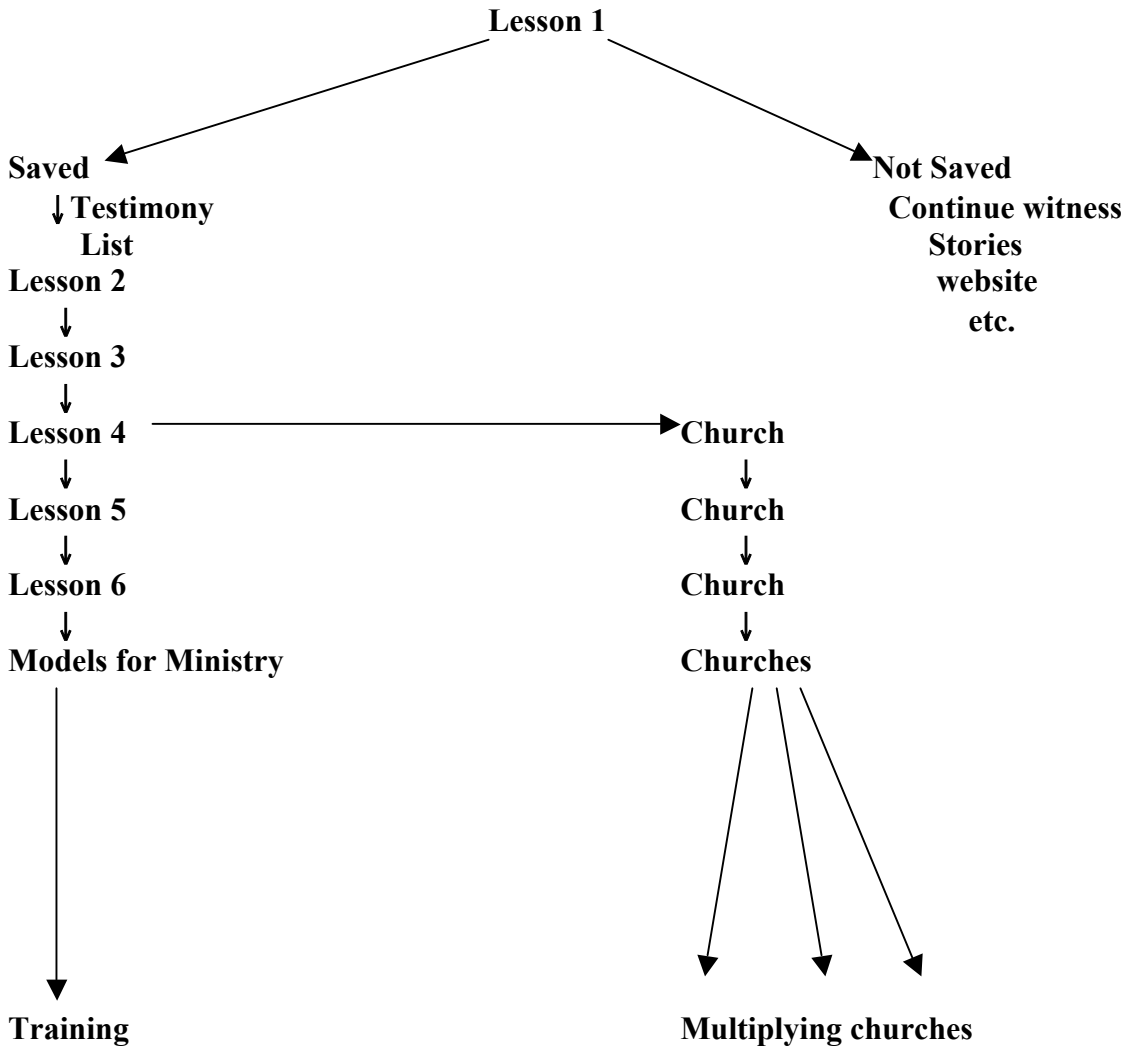 Lesson 1
Saved
Not Saved
Testimony
Continue witness
List
Stories
Lesson 2
website
etc.
Lesson 3
Lesson 4
Church
Lesson 5
Church
Lesson 6
Church
Models for Ministry
Churches
Training
Multiplying churches